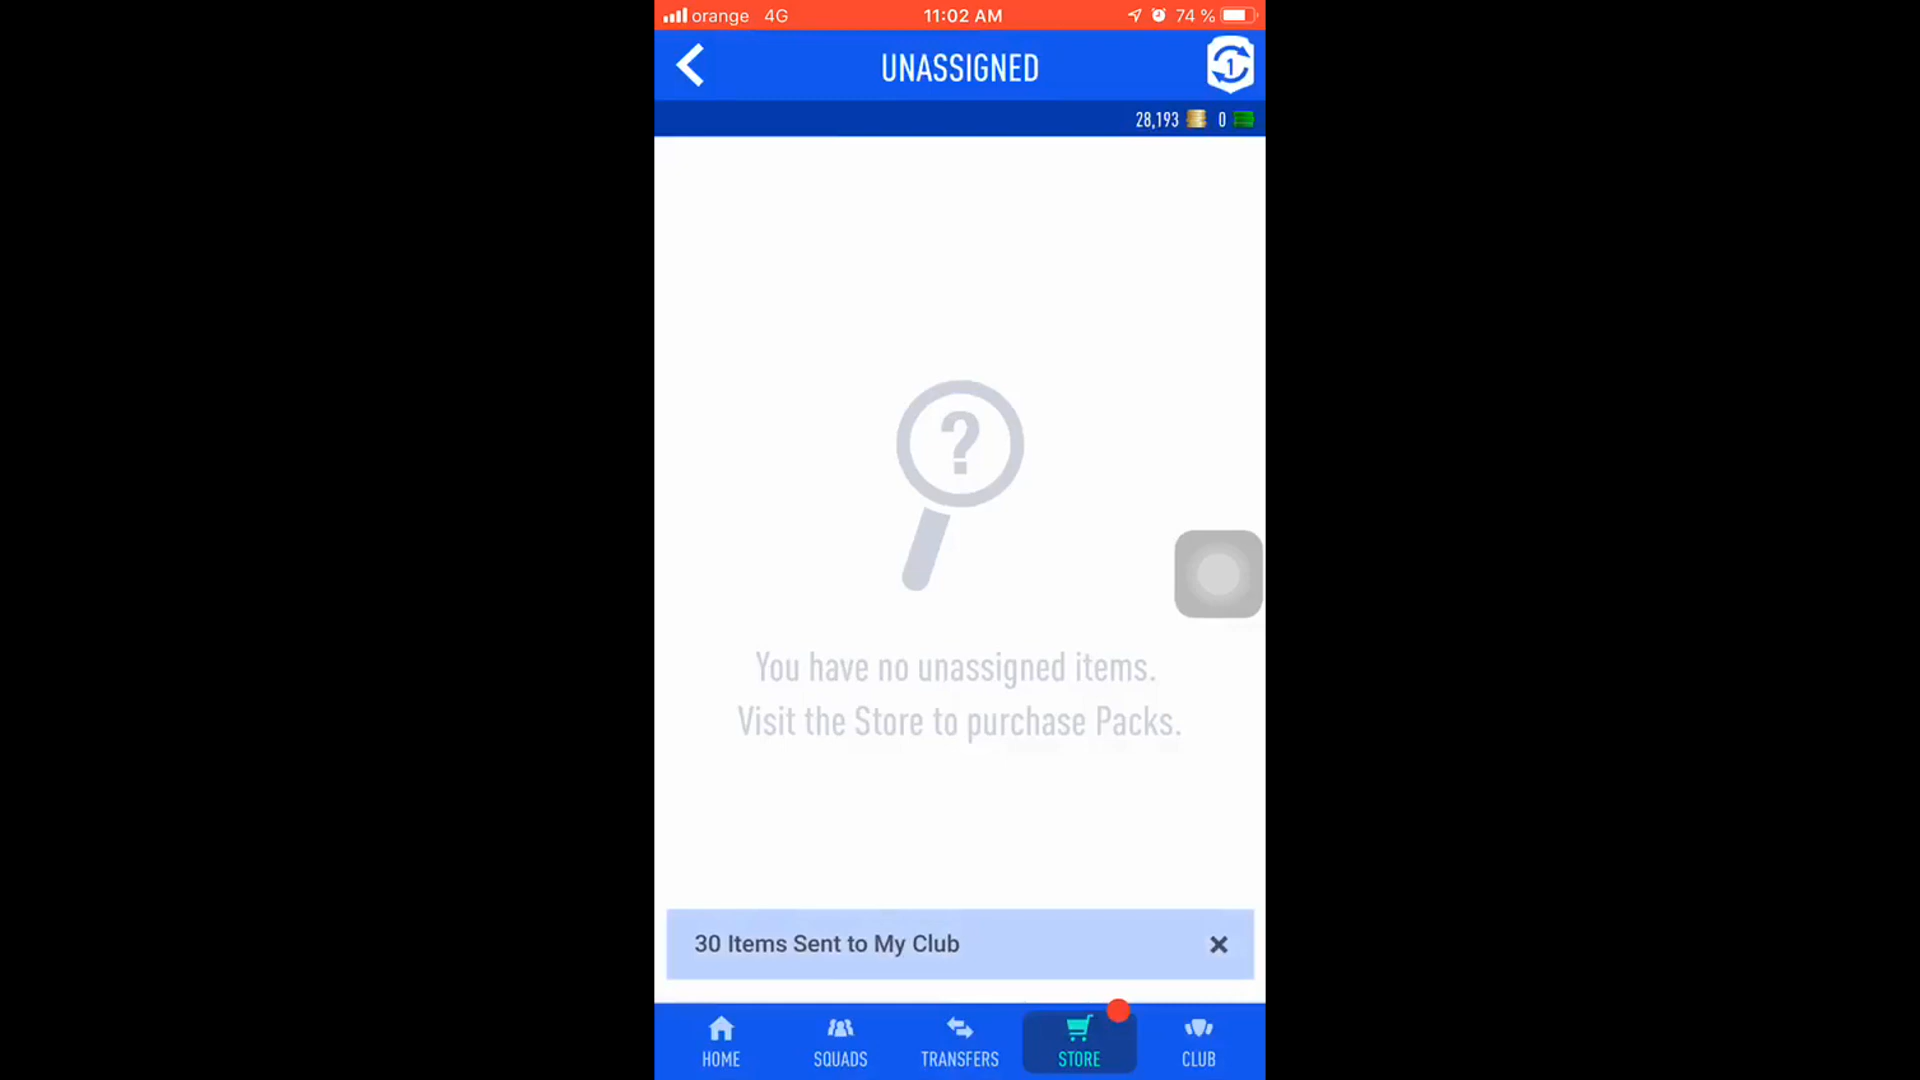 orange 4G 11:02 AM 74 %
UNASSIGNED
1
28,193 0
?
You have no unassigned items.
Visit the Store to purchase Packs.
30 Items Sent to My Club
HOME SQUADS TRANSFERS STORE CLUB